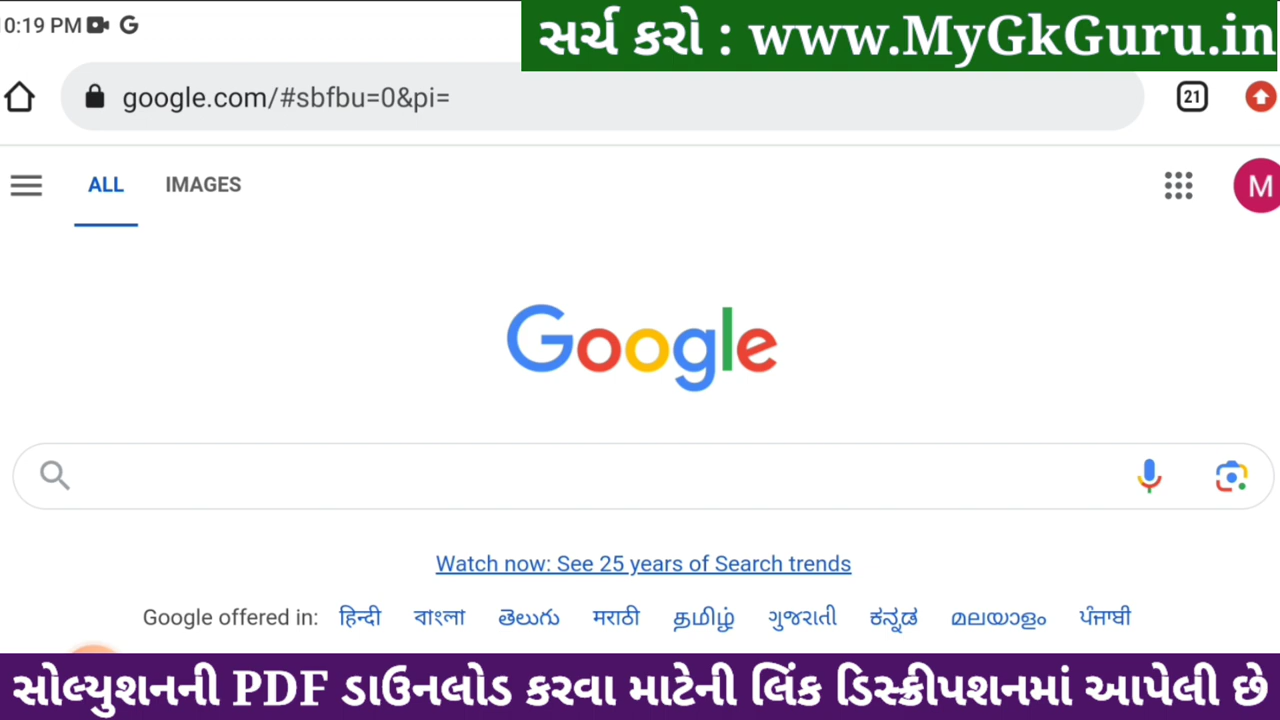 0:19 PM G
સર્ચ કરો : www.MyGkGuru.in
google.com/#sbfbu=0&pi=
21
ALL IMAGES
M
Google
Watch now: See 25 years of Search trends
Google offered in: हिन्दी বাংলা తెలుగు मराठी தமிழ் ગુજરાતી ಕನ್ನಡ മലയാളം ਪੰਜਾਬੀ
સોલ્યુશનની PDF ડાઉનલોડ કરવા માટેની લિંક ડિસ્ક્રીપશનમાં આપેલી છે